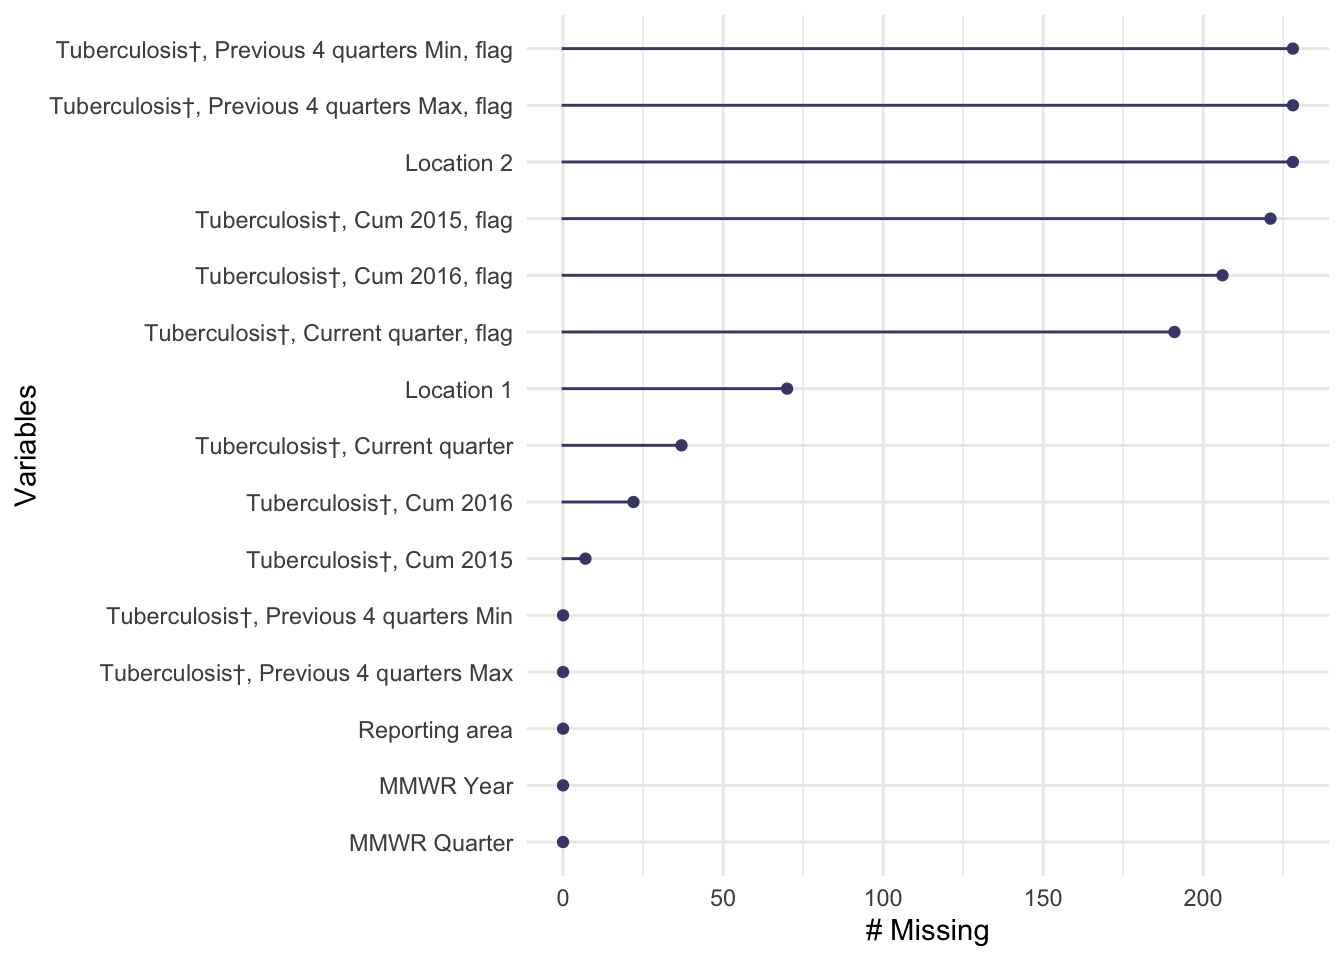 Tuberculosis†, Previous 4 quarters Min, flag
Tuberculosis†, Previous 4 quarters Max, flag
Location 2
Tuberculosis†, Cum 2015, flag
Tuberculosis†, Cum 2016, flag
Tuberculosis†, Current quarter, flag
Location 1
Tuberculosis†, Current quarter
Tuberculosis†, Cum 2016
Tuberculosis†, Cum 2015
Tuberculosis†, Previous 4 quarters Min
Tuberculosis†, Previous 4 quarters Max
Reporting area
MMWR Year
MMWR Quarter
Variables
0 50 100 150 200
# Missing